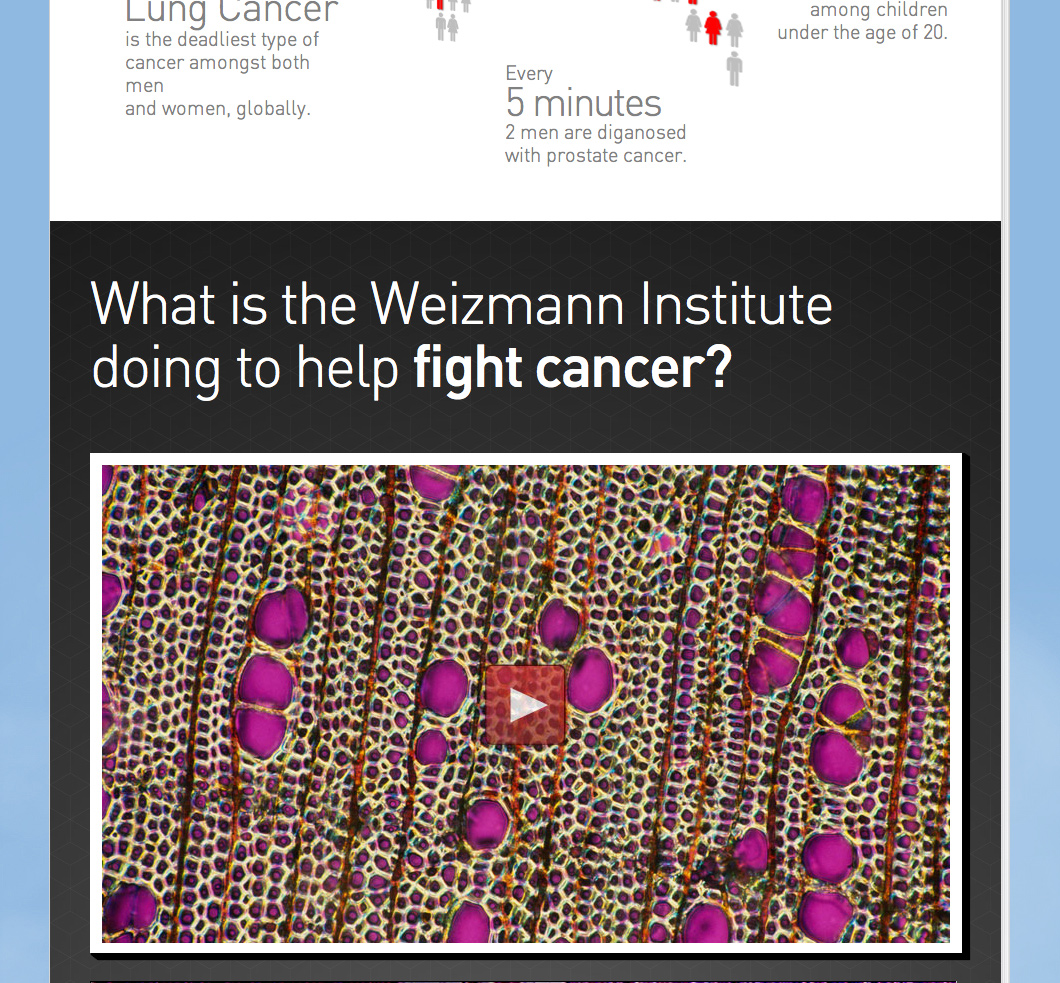 Lung Cancer
is the deadliest type of
cancer amongst both
men
and women, globally.
Every
5 minutes
2 men are diganosed
with prostate cancer.
among children
under the age of 20.
What is the Weizmann Institute
doing to help fight cancer?